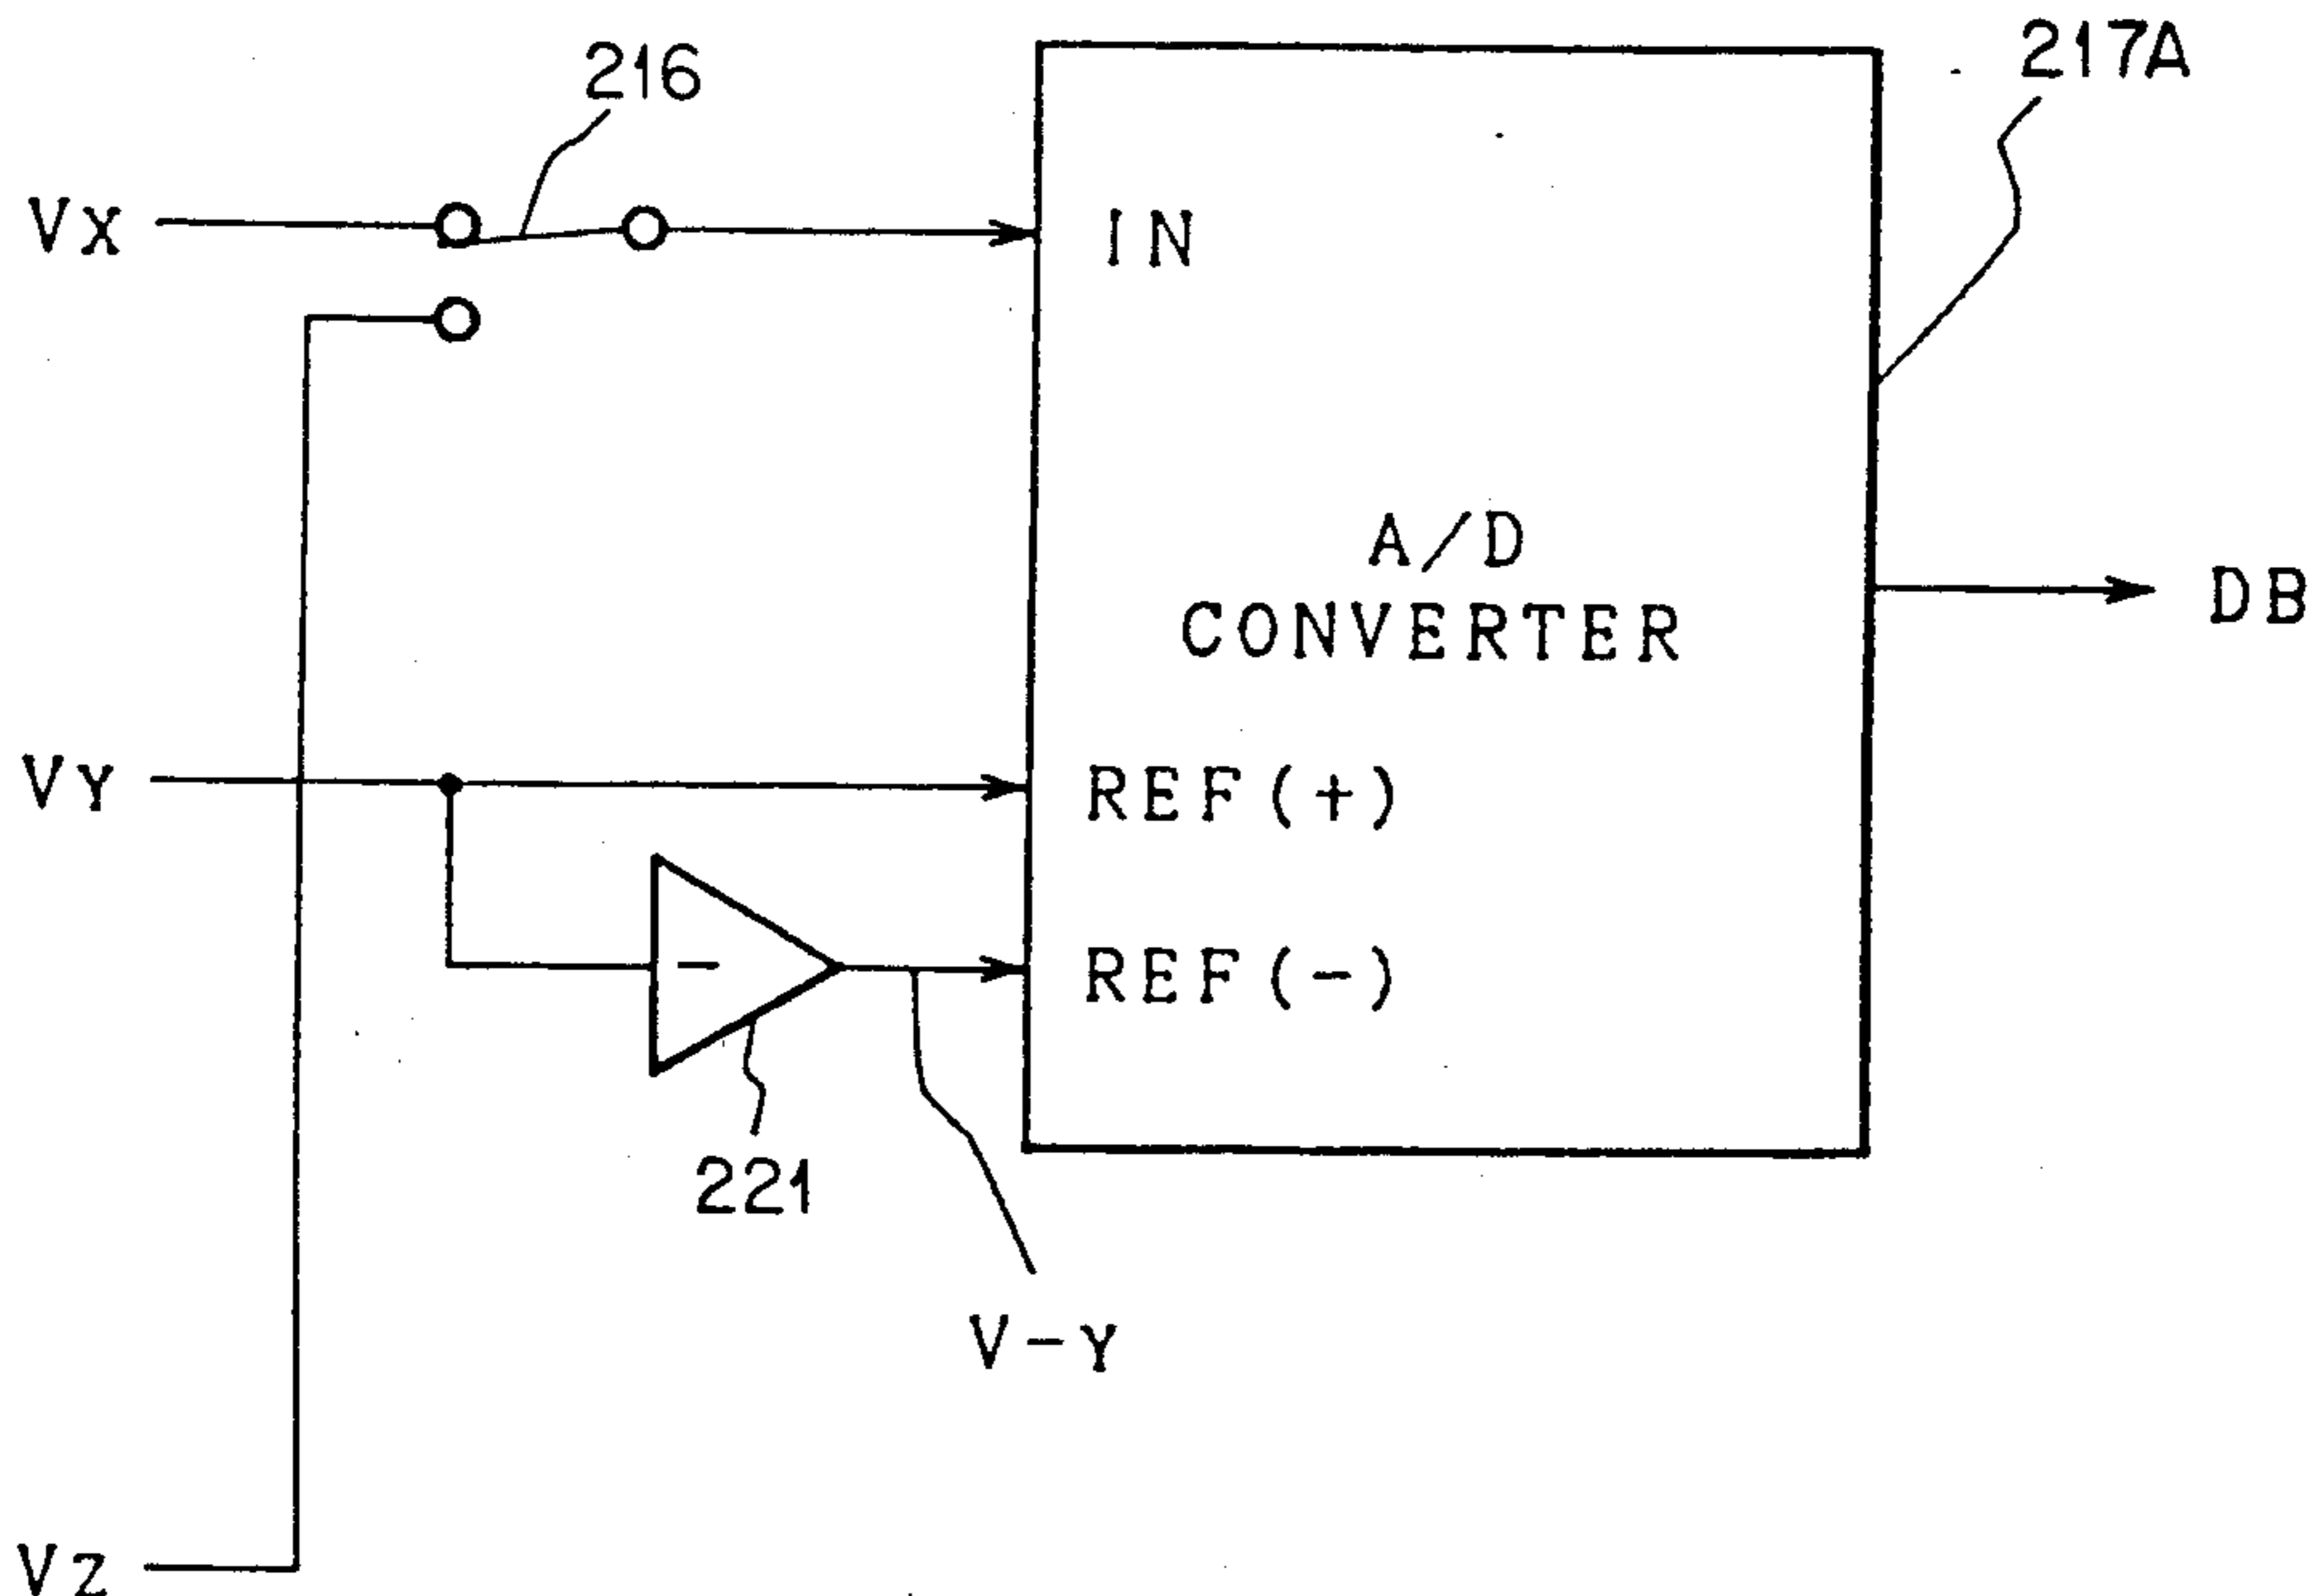 216
217A
VX
IN
A/D
CONVERTER
DB
VY
REF(+)
-
REF(-)
221
V-Y
VZ